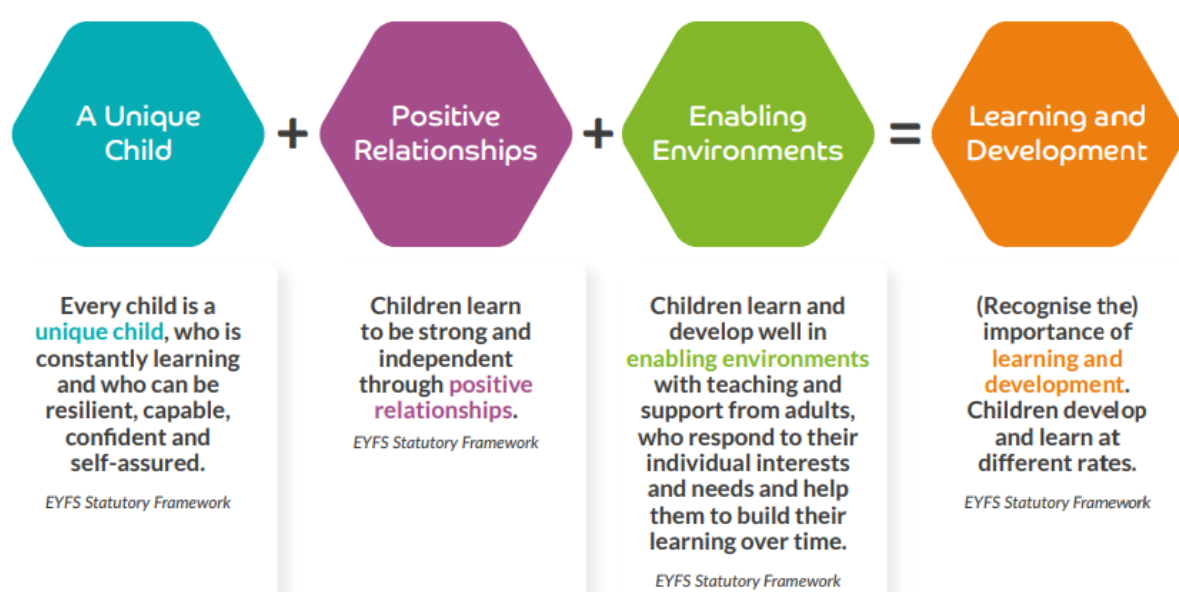 A Unique
Child
+
Positive
Relationships
+
Enabling
Environments
=
Learning and
Development
Every child is a
unique child, who is
constantly learning
and who can be
resilient, capable,
confident and
self-assured.
EYFS Statutory Framework
Children learn
to be strong and
independent
through positive
relationships.
EYFS Statutory Framework
Children learn and
develop well in
enabling environments
with teaching and
support from adults,
who respond to their
individual interests
and needs and help
them to build their
learning over time.
EYFS Statutory Framework
(Recognise the)
importance of
learning and
development.
Children develop
and learn at
different rates.
EYFS Statutory Framework